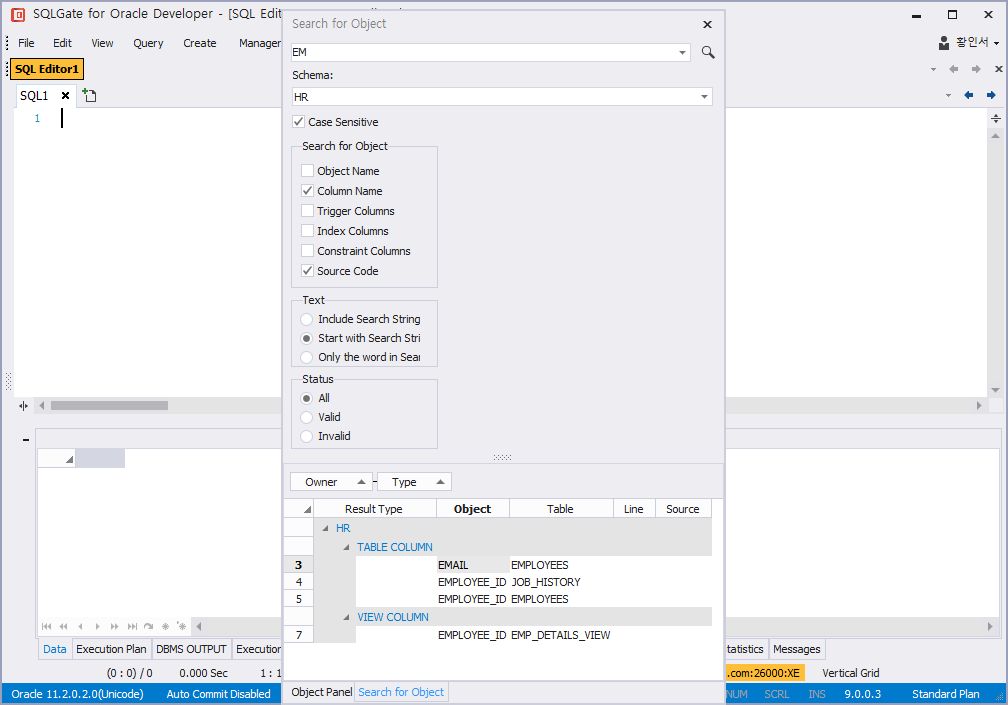 SQLGate for Oracle Developer - [SQL Edit
File Edit View Query Create Manager
황인서
SQL Editor1
SQL1
1
Search for Object
EM
Schema:
HR
Case Sensitive
Search for Object
Object Name
Column Name
Trigger Columns
Index Columns
Constraint Columns
Source Code
Text
Include Search String
Start with Search Stri
Only the word in Sear
Status
All
Valid
Invalid
Owner Type
Result Type Object Table Line Source
HR
TABLE COLUMN
3 EMAIL EMPLOYEES
4 EMPLOYEE_ID JOB_HISTORY
5 EMPLOYEE_ID EMPLOYEES
VIEW COLUMN
7 EMPLOYEE_ID EMP_DETAILS_VIEW
Data Execution Plan DBMS OUTPUT Execution tatistics Messages
(0 : 0) / 0 0.000 Sec 1 : 1 .com:26000:XE Vertical Grid
Object Panel Search for Object
Oracle 11.2.0.2.0(Unicode) Auto Commit Disabled NUM SCRL INS 9.0.0.3 Standard Plan